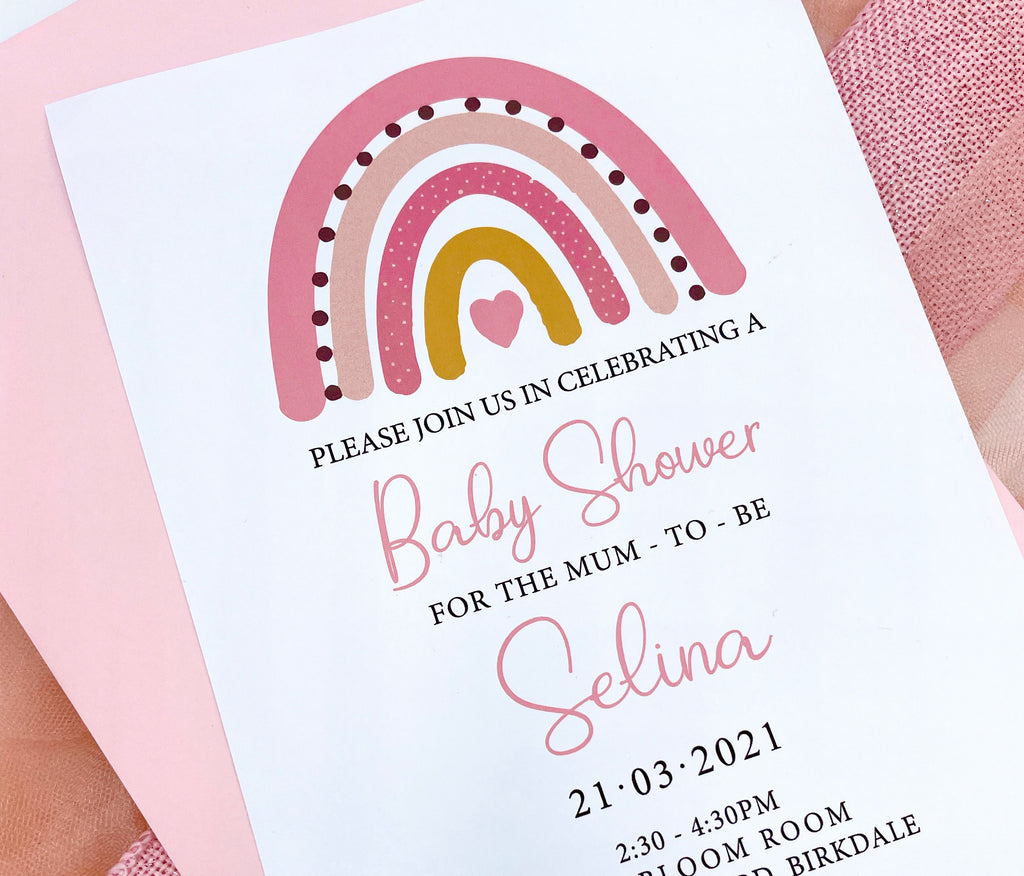 PLEASE JOIN US IN CELEBRATING A
Baby Shower
FOR THE MUM - TO - BE
Selina
21·03·2021
2:30 - 4:30PM
ROOM
BIRKDALE